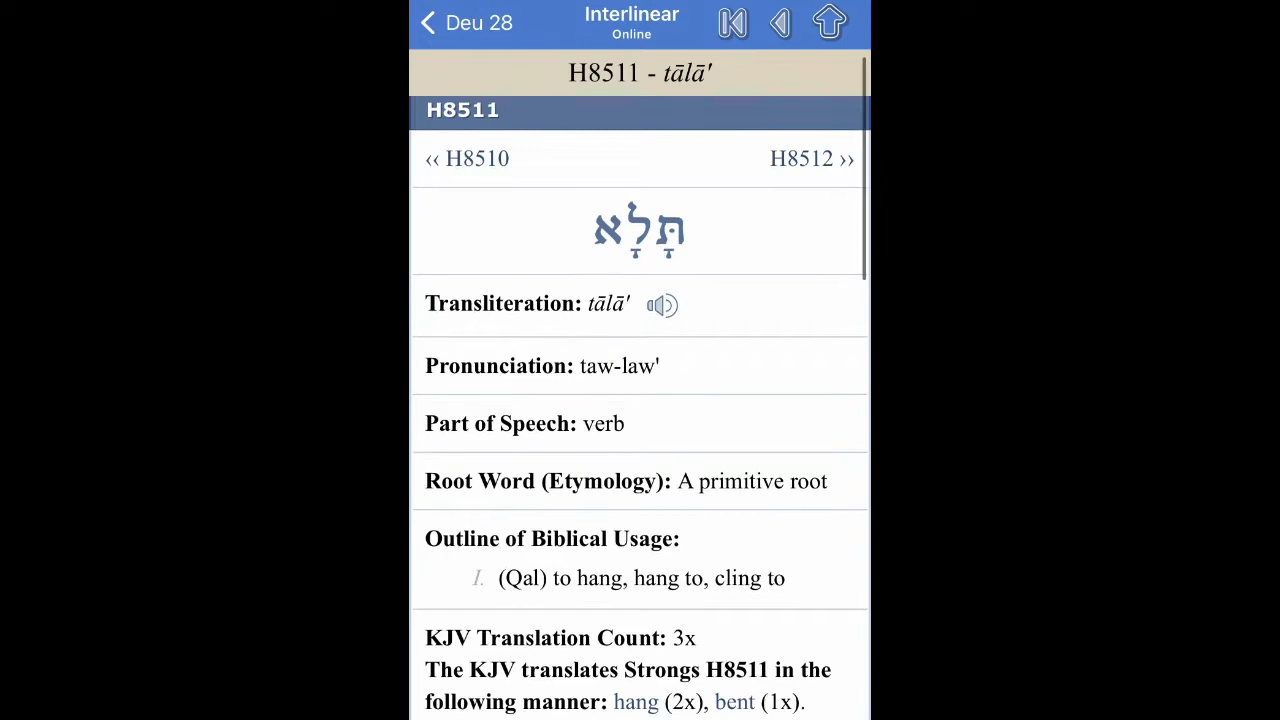 Deu 28
Interlinear
Online
H8511 - tālā'
H8511
‹‹ H8510
H8512 ››
תָּלָא
Transliteration: tālā'
Pronunciation: taw-law'
Part of Speech: verb
Root Word (Etymology): A primitive root
Outline of Biblical Usage:
I. (Qal) to hang, hang to, cling to
KJV Translation Count: 3x
The KJV translates Strongs H8511 in the
following manner: hang (2x), bent (1x).